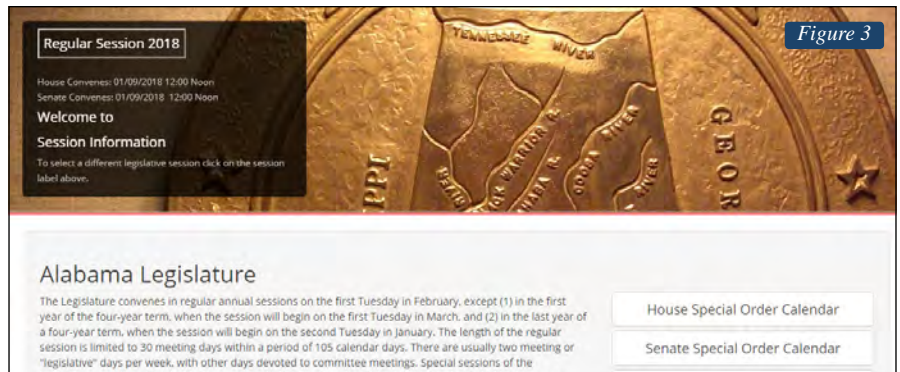 Regular Session 2018
Figure 3
House Convenes: 01/09/2018 12:00 Noon
Senate Convenes: 01/09/2018 12:00 Noon
Welcome to
Session Information
To select a different legislative session click on the session
label above.
TENNESSEE RIVER
PPI
BLACK WARRIOR R.
CAHABA R.
COOSA RIVER
RIVER
GEOR
Alabama Legislature
The Legislature convenes in regular annual sessions on the first Tuesday in February, except (1) in the first
year of the four-year term, when the session will begin on the first Tuesday in March, and (2) in the last year of
a four-year term, when the session will begin on the second Tuesday in January. The length of the regular
session is limited to 30 meeting days within a period of 105 calendar days. There are usually two meeting or
"legislative" days per week, with other days devoted to committee meetings. Special sessions of the
House Special Order Calendar
Senate Special Order Calendar